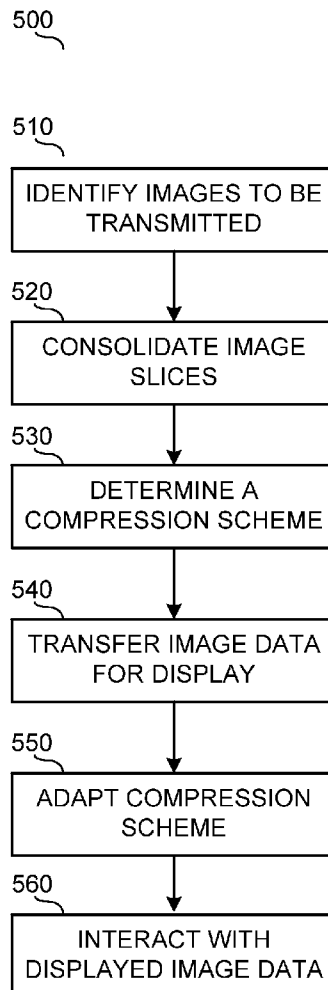 500
510
IDENTIFY IMAGES TO BE
TRANSMITTED
520
CONSOLIDATE IMAGE
SLICES
530
DETERMINE A
COMPRESSION SCHEME
540
TRANSFER IMAGE DATA
FOR DISPLAY
550
ADAPT COMPRESSION
SCHEME
560
INTERACT WITH
DISPLAYED IMAGE DATA